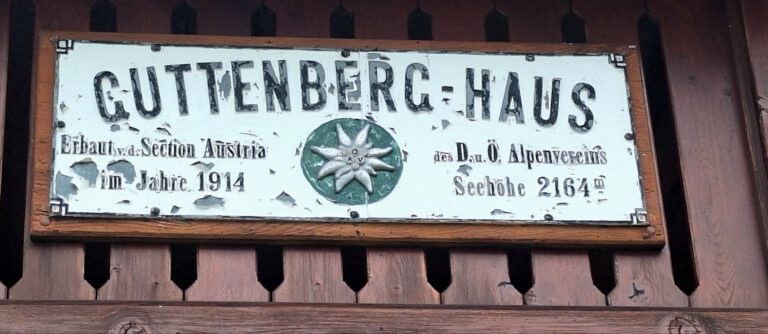 GUTTENBERG-HAUS
Erbaut v.d. Section Austria
im Jahre 1914
des D. u. Ö. Alpenvereins
Seehöhe 2164 m